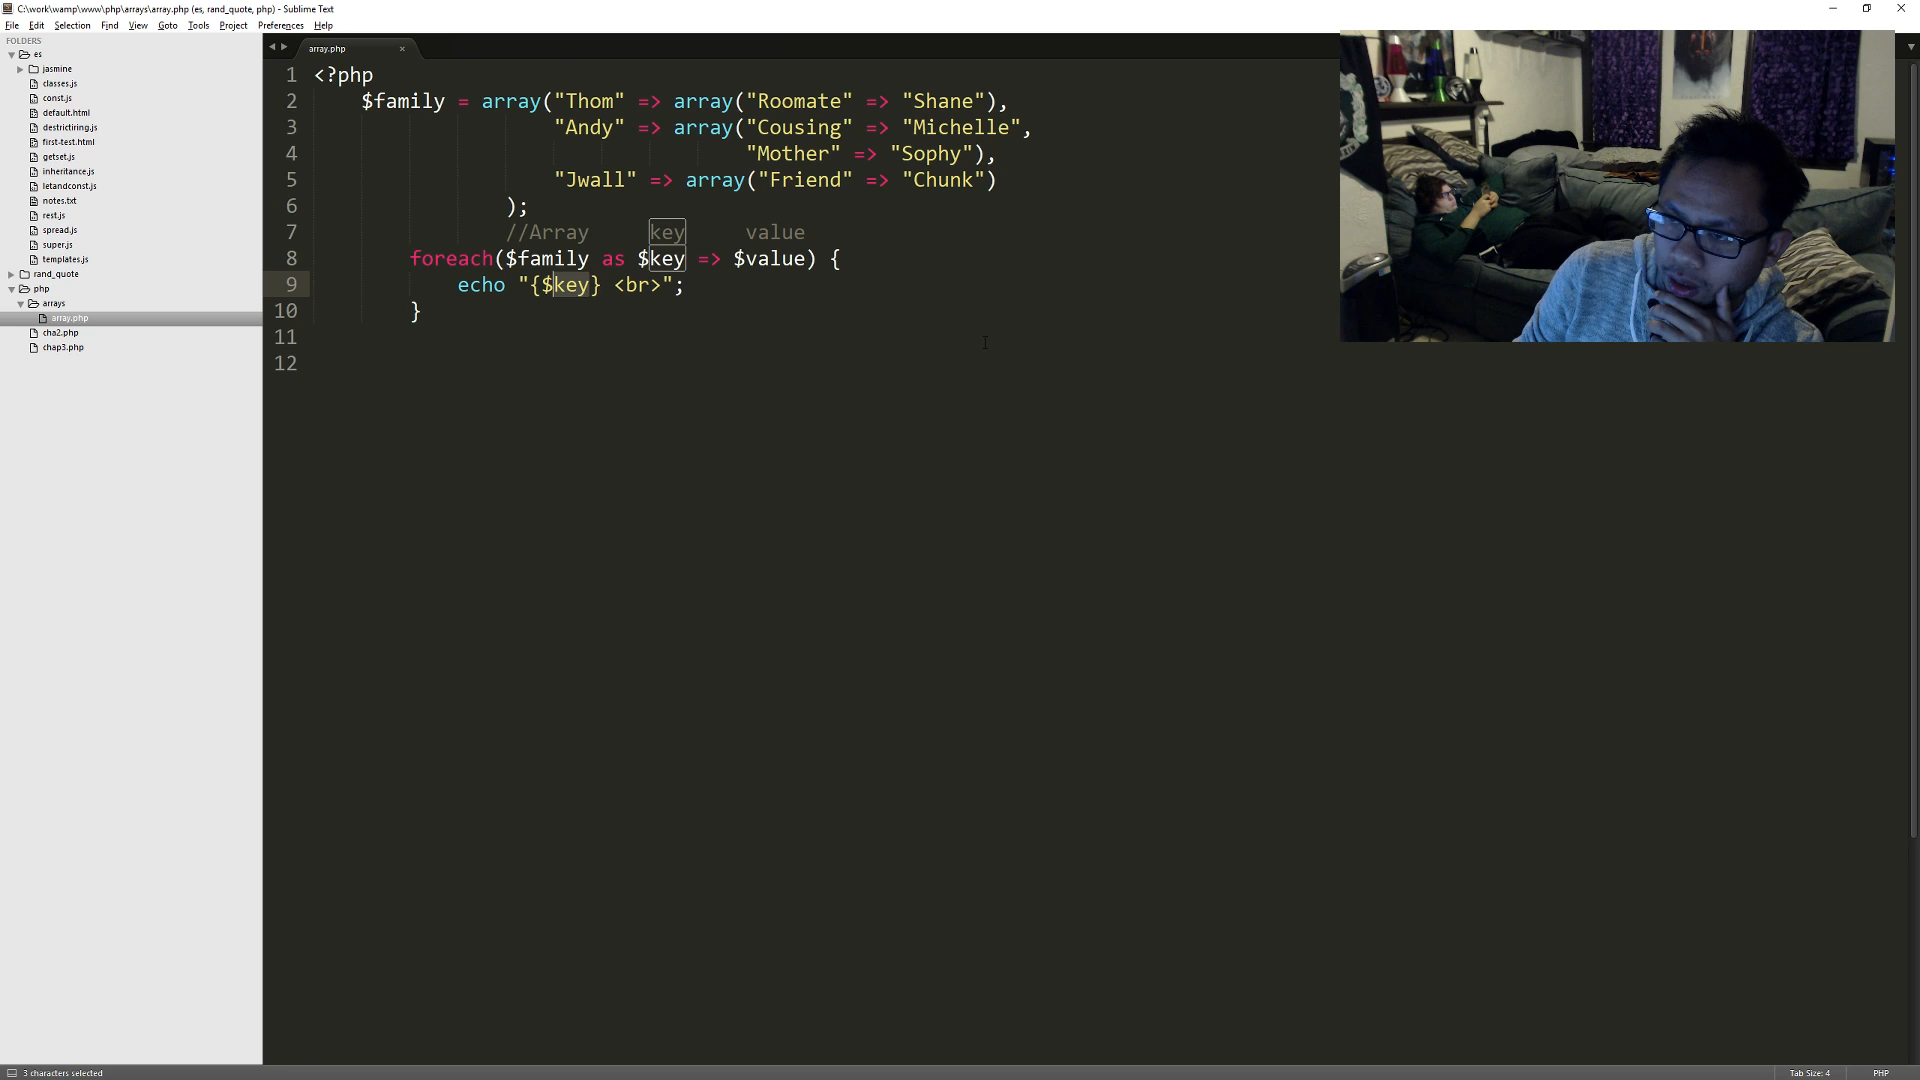 C:\work\wamp\www\php\arrays\array.php (es, rand_quote, php) - Sublime Text
File Edit Selection Find View Goto Tools Project Preferences Help
FOLDERS
es
jasmine
classes.js
const.js
default.html
destrictiring.js
first-test.html
getset.js
inheritance.js
letandconst.js
notes.txt
rest.js
spread.js
super.js
templates.js
rand_quote
php
arrays
array.php
cha2.php
chap3.php
array.php
1 <?php
2 $family = array("Thom" => array("Roomate" => "Shane"),
3 "Andy" => array("Cousing" => "Michelle",
4 "Mother" => "Sophy"),
5 "Jwall" => array("Friend" => "Chunk")
6 );
7 //Array key value
8 foreach($family as $key => $value) {
9 echo "{$key} <br>";
10 }
11
12
3 characters selected
Tab Size: 4 PHP